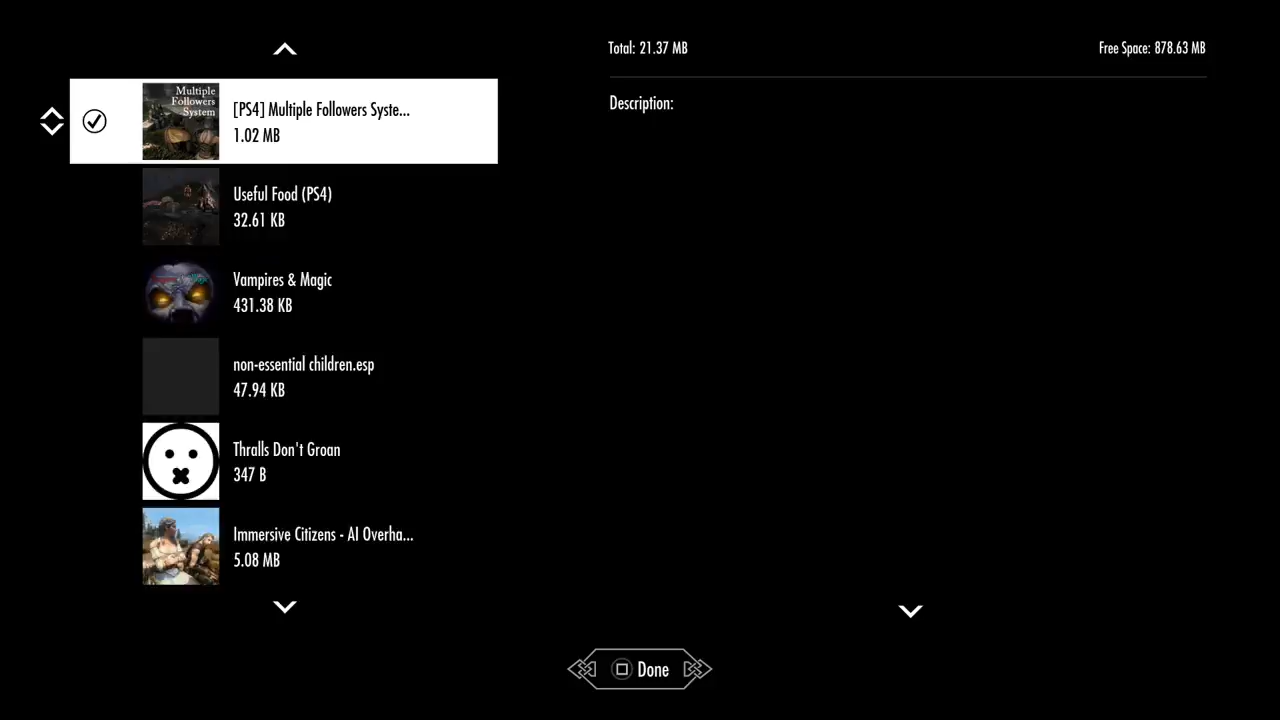 Total: 21.37 MB
Free Space: 878.63 MB
Multiple
Followers
System
[PS4] Multiple Followers Syste...
1.02 MB
Description:
Useful Food (PS4)
32.61 KB
Vampires & Magic
431.38 KB
non-essential children.esp
47.94 KB
Thralls Don't Groan
347 B
Immersive Citizens - AI Overha...
5.08 MB
Done